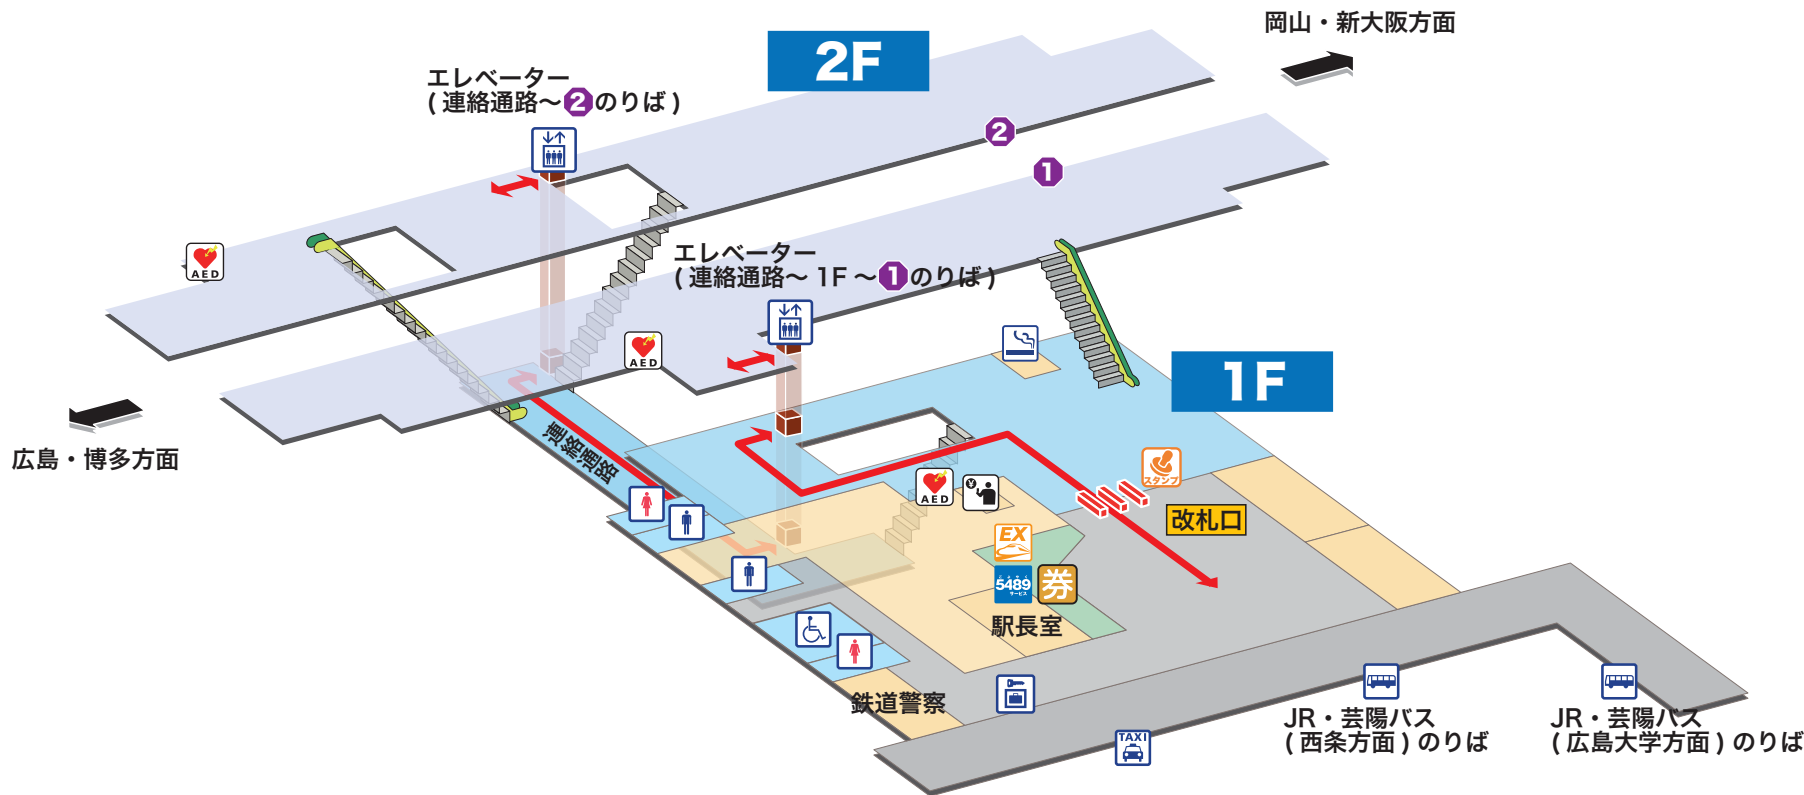 岡山・新大阪方面
2F
エレベーター
(連絡通路～2のりば)
2
1
エレベーター
(連絡通路～1F～1のりば)
AED
AED
1F
広島・博多方面
連絡通路
スタンプ
AED
¥
改札口
EX
5489
サービス
券
駅長室
鉄道警察
JR・芸陽バス
(西条方面)のりば
JR・芸陽バス
(広島大学方面)のりば
TAXI